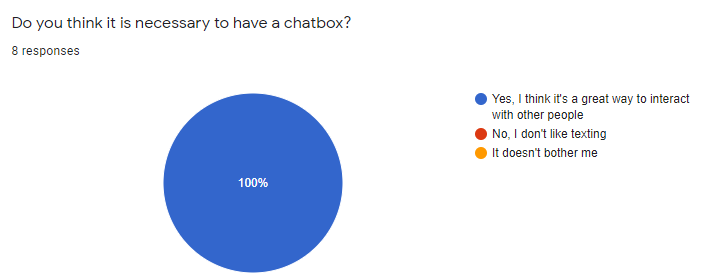 Do you think it is necessary to have a chatbox?
8 responses
100%
Yes, I think it's a great way to interact
with other people
No, I don't like texting
It doesn't bother me